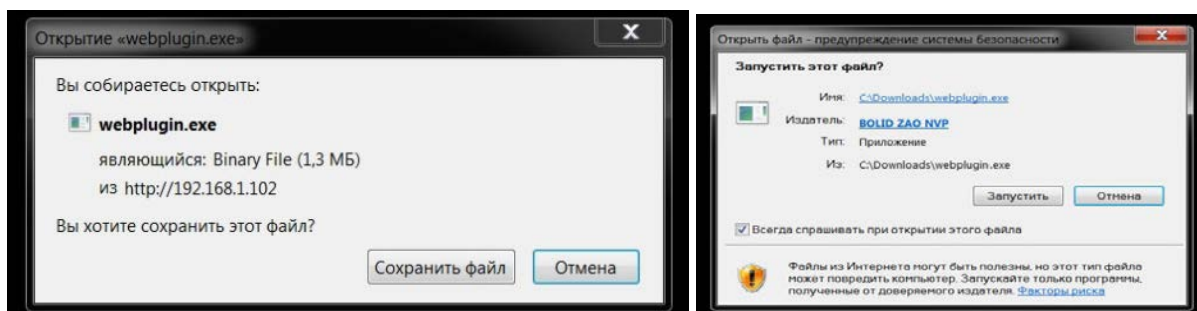 Открытие «webplugin.exe»
X
Вы собираетесь открыть:
webplugin.exe
являющийся: Binary File (1,3 МБ)
из http://192.168.1.102
Вы хотите сохранить этот файл?
Сохранить файл
Отмена
Открыть файл - предупреждение системы безопасности
X
Запустить этот файл?
Имя: C:\Downloads\webplugin.exe
Издатель: BOLID ZAO NVP
Тип: Приложение
Из: C:\Downloads\webplugin.exe
Запустить
Отмена
Всегда спрашивать при открытии этого файла
Файлы из Интернета могут быть полезны, но этот тип файла
может повредить компьютер. Запускайте только программы,
полученные от доверяемого издателя. Факторы риска